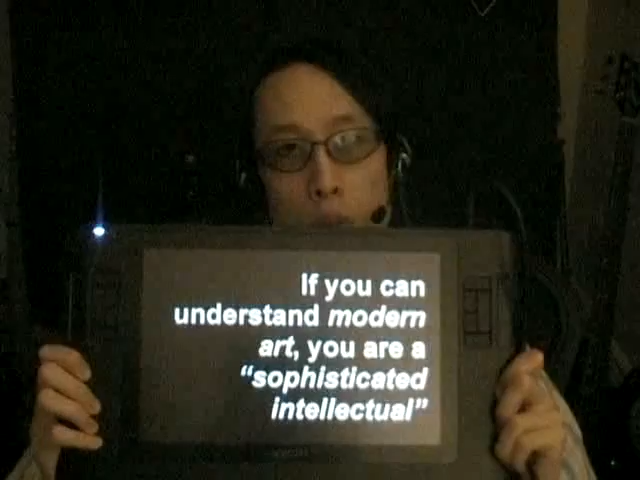 If you can
understand modern
art, you are a
“sophisticated
intellectual”